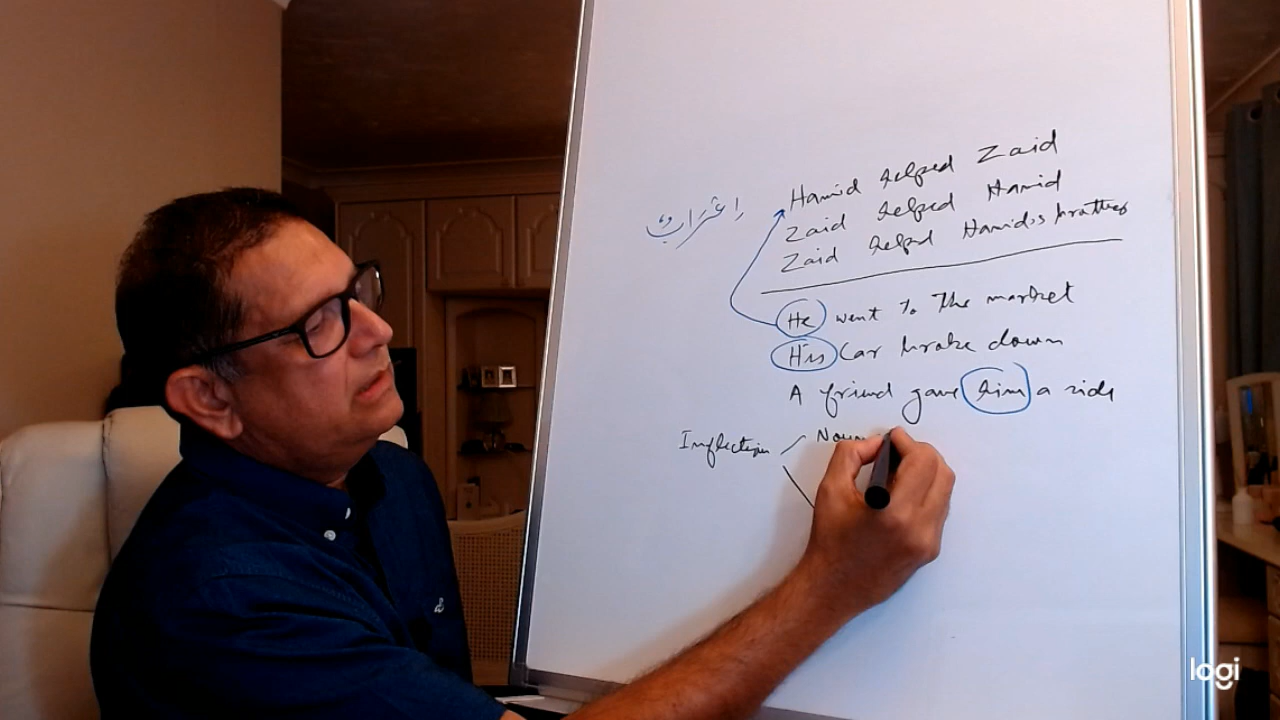 Hamid helped Zaid
Zaid helped Hamid
Zaid helped Hamid's brother
اعراب
He went to the market
His Car broke down
A friend gave him a ride
Inflection Noun
logi